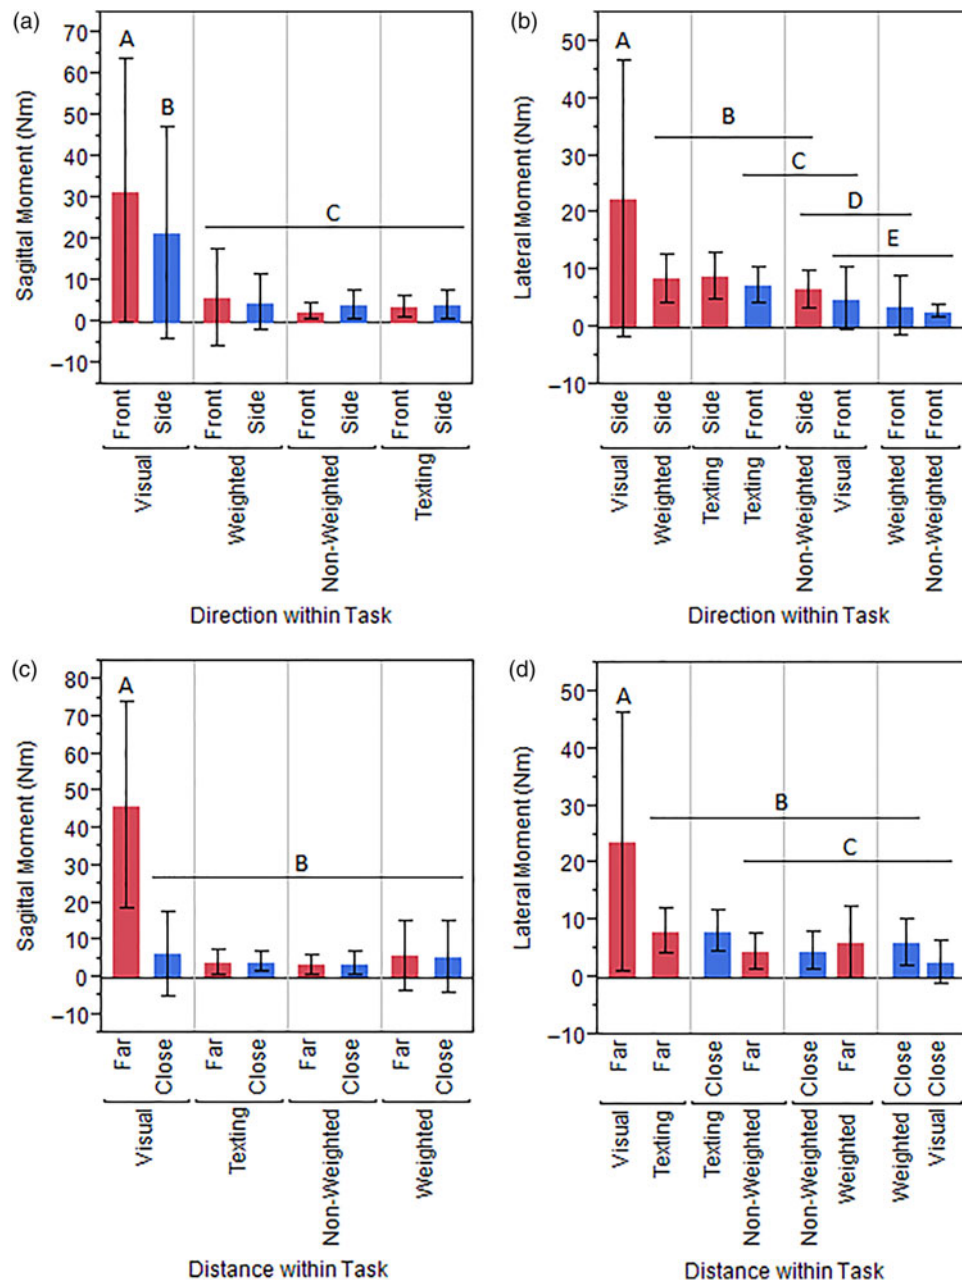 (a)
Sagittal Moment (Nm)
70
60
50
40
30
20
10
0
−10
A
B
C
Front
Side
Front
Side
Front
Side
Front
Side
Visual
Weighted
Non-Weighted
Texting
Direction within Task
(b)
Lateral Moment (Nm)
50
40
30
20
10
0
−10
A
B
C
D
E
Side
Side
Side
Front
Side
Front
Front
Front
Visual
Weighted
Texting
Texting
Non-Weighted
Visual
Weighted
Non-Weighted
Direction within Task
(c)
Sagittal Moment (Nm)
80
70
60
50
40
30
20
10
0
−10
A
B
Far
Close
Far
Close
Far
Close
Far
Close
Visual
Texting
Non-Weighted
Weighted
Distance within Task
(d)
Lateral Moment (Nm)
50
40
30
20
10
0
−10
A
B
C
Far
Far
Close
Far
Close
Far
Close
Close
Visual
Texting
Texting
Non-Weighted
Non-Weighted
Weighted
Weighted
Visual
Distance within Task